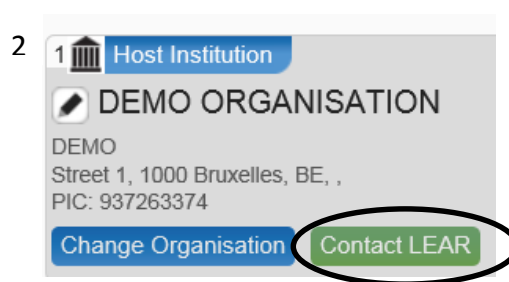 2
1 Host Institution
DEMO ORGANISATION
DEMO
Street 1, 1000 Bruxelles, BE, ,
PIC: 937263374
Change Organisation Contact LEAR